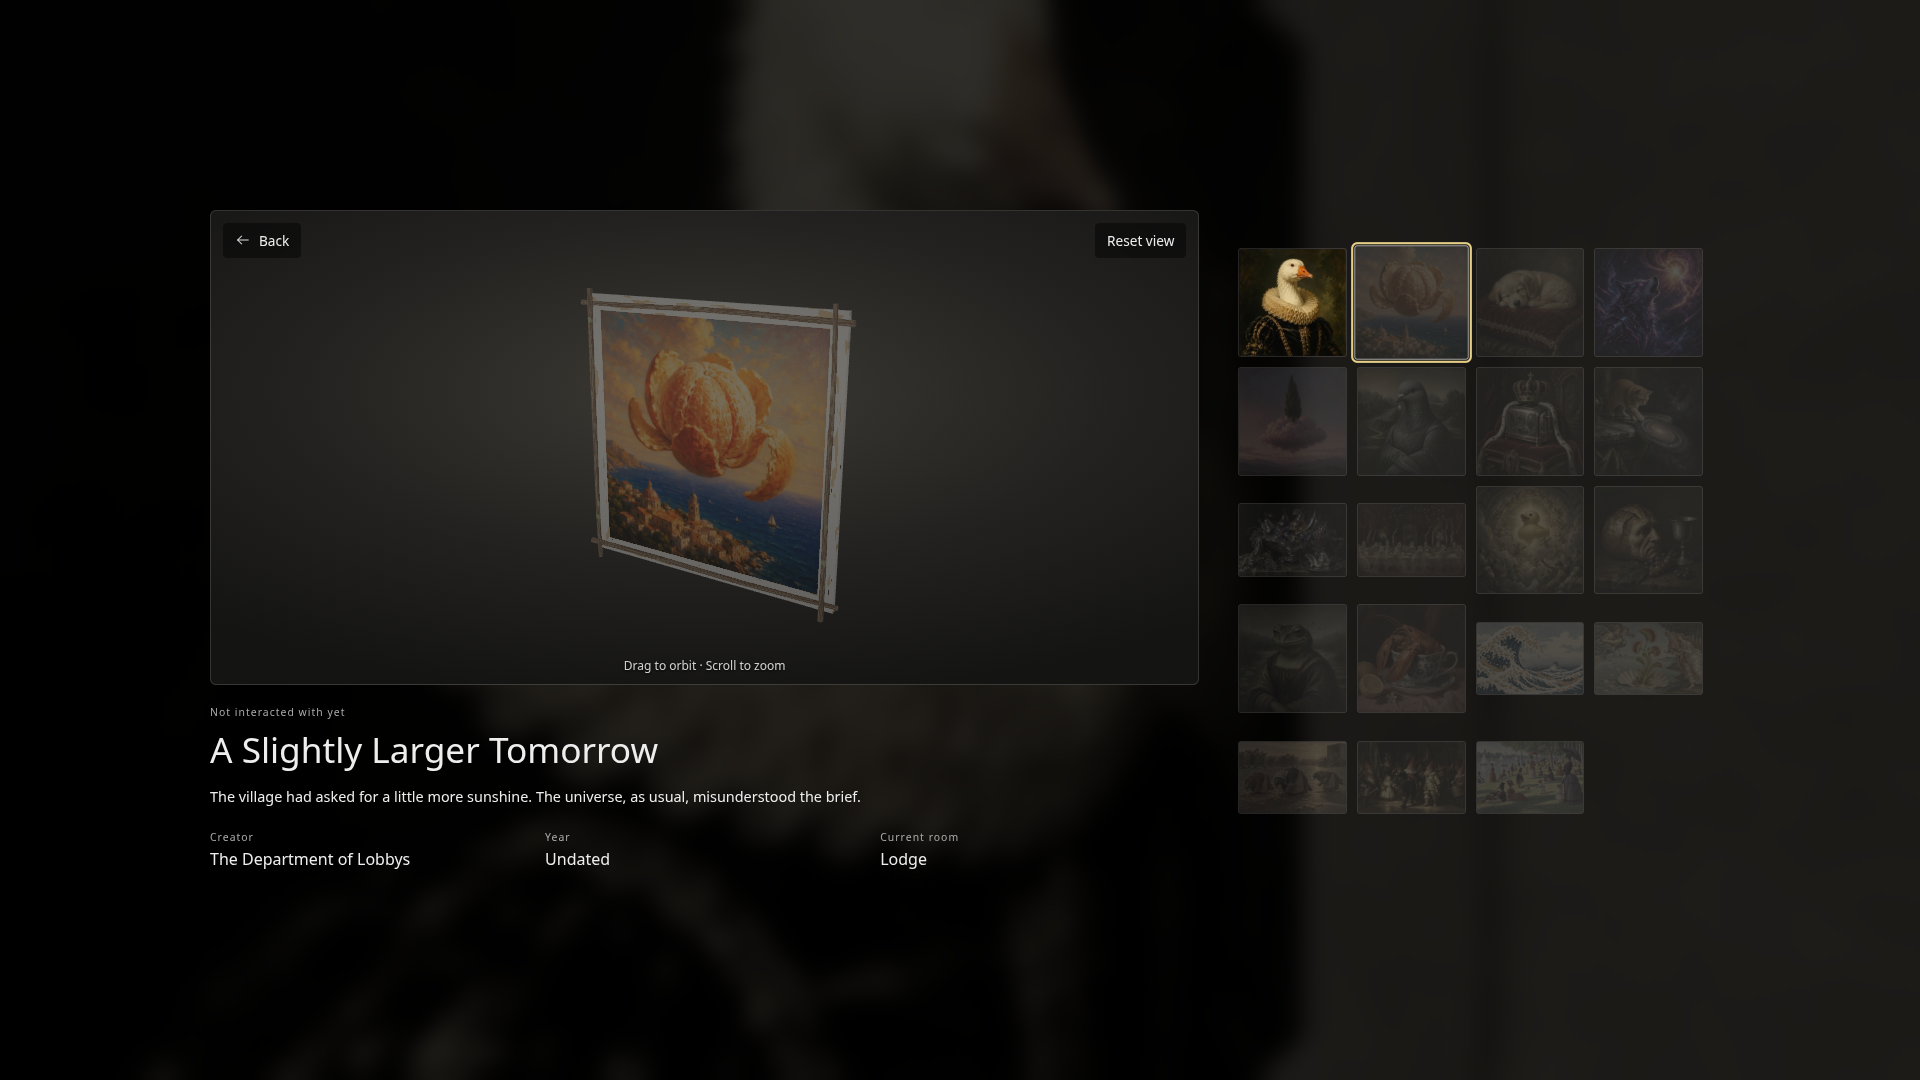 Back
Reset view
Drag to orbit · Scroll to zoom
Not interacted with yet
A Slightly Larger Tomorrow
The village had asked for a little more sunshine. The universe, as usual, misunderstood the brief.
Creator
Year
Current room
The Department of Lobbys
Undated
Lodge